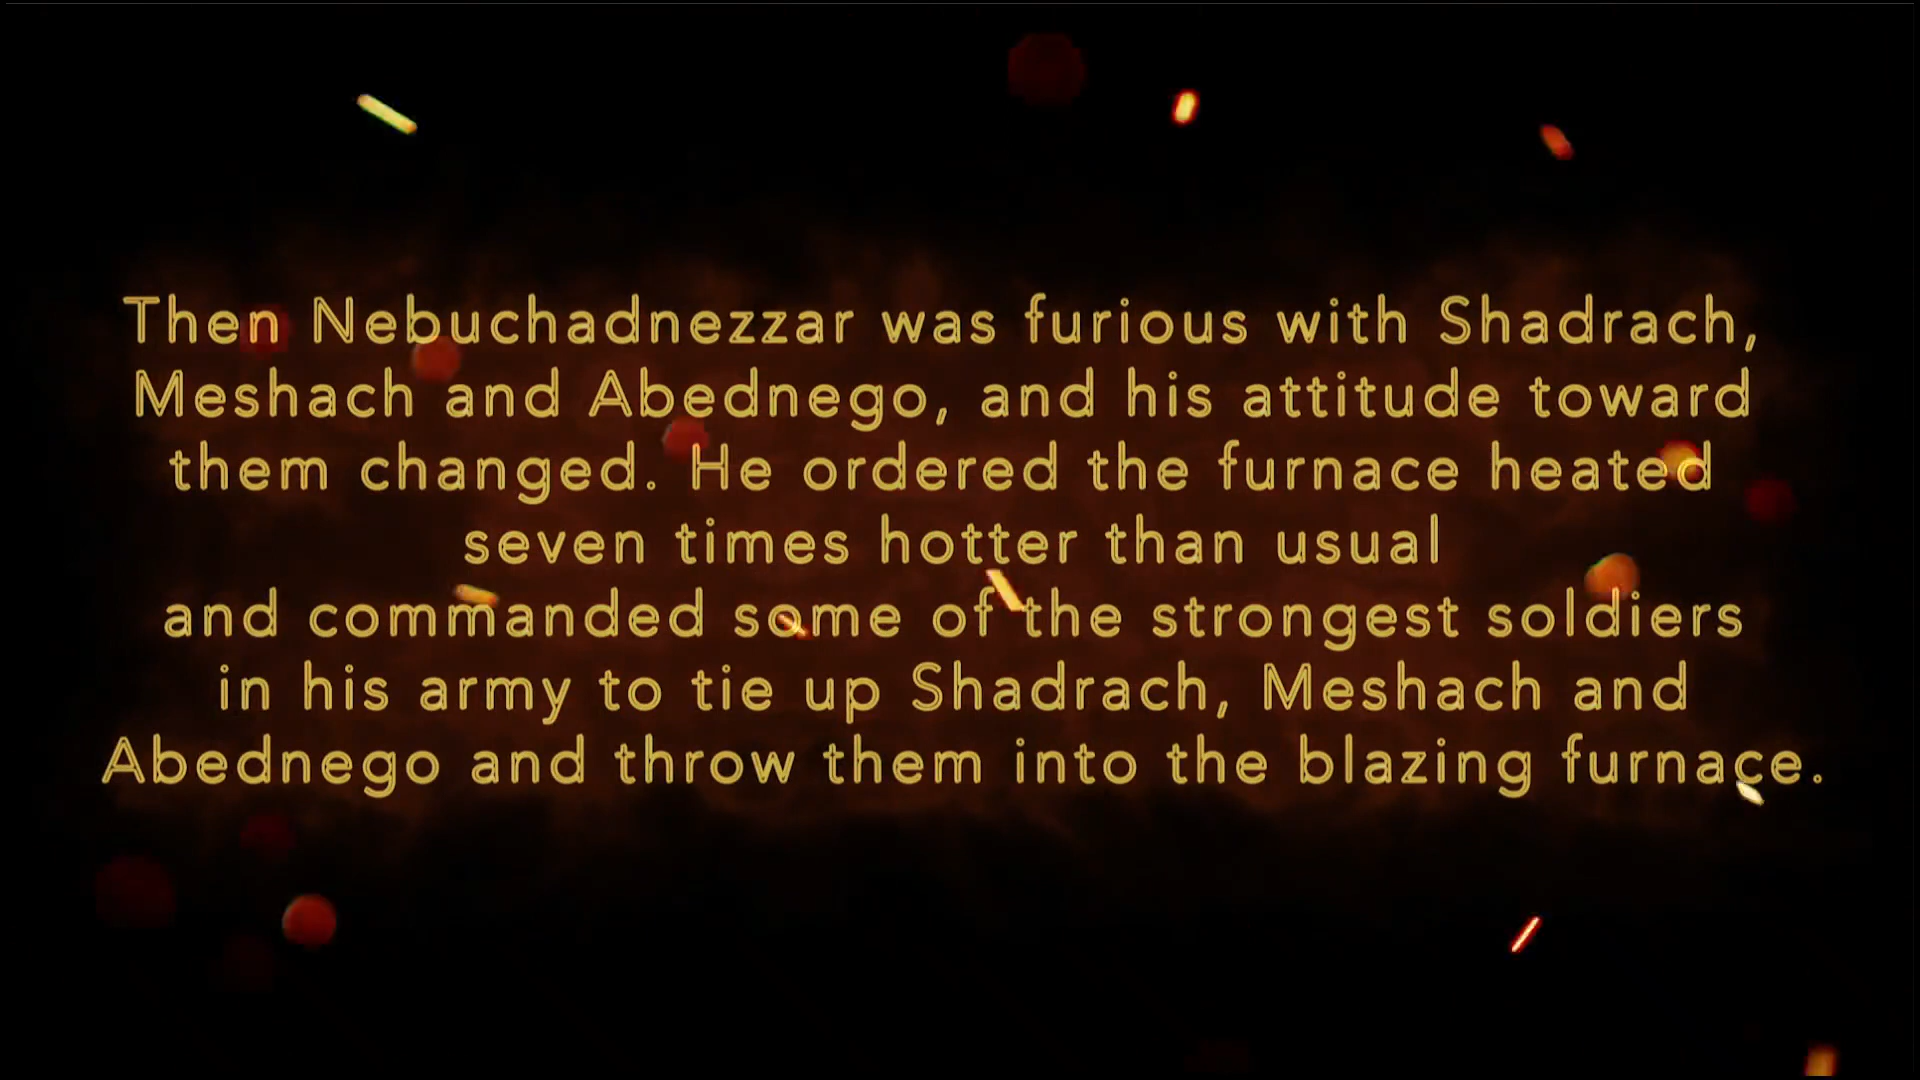 Then Nebuchadnezzar was furious with Shadrach,
Meshach and Abednego, and his attitude toward
them changed. He ordered the furnace heated
seven times hotter than usual
and commanded some of the strongest soldiers
in his army to tie up Shadrach, Meshach and
Abednego and throw them into the blazing furnace.